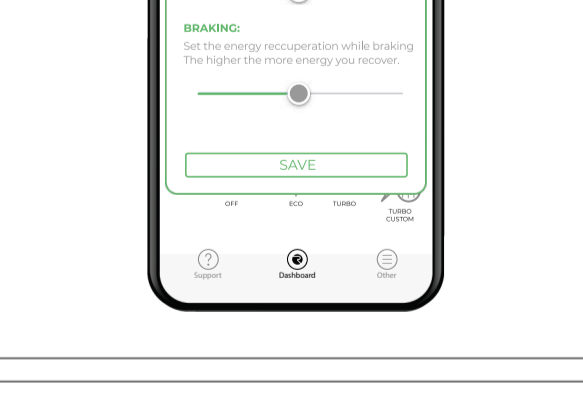 BRAKING:
Set the energy reccuperation while braking
The higher the more energy you recover.
SAVE
OFF
ECO
TURBO
TURBO
CUSTOM
Support
Dashboard
Other